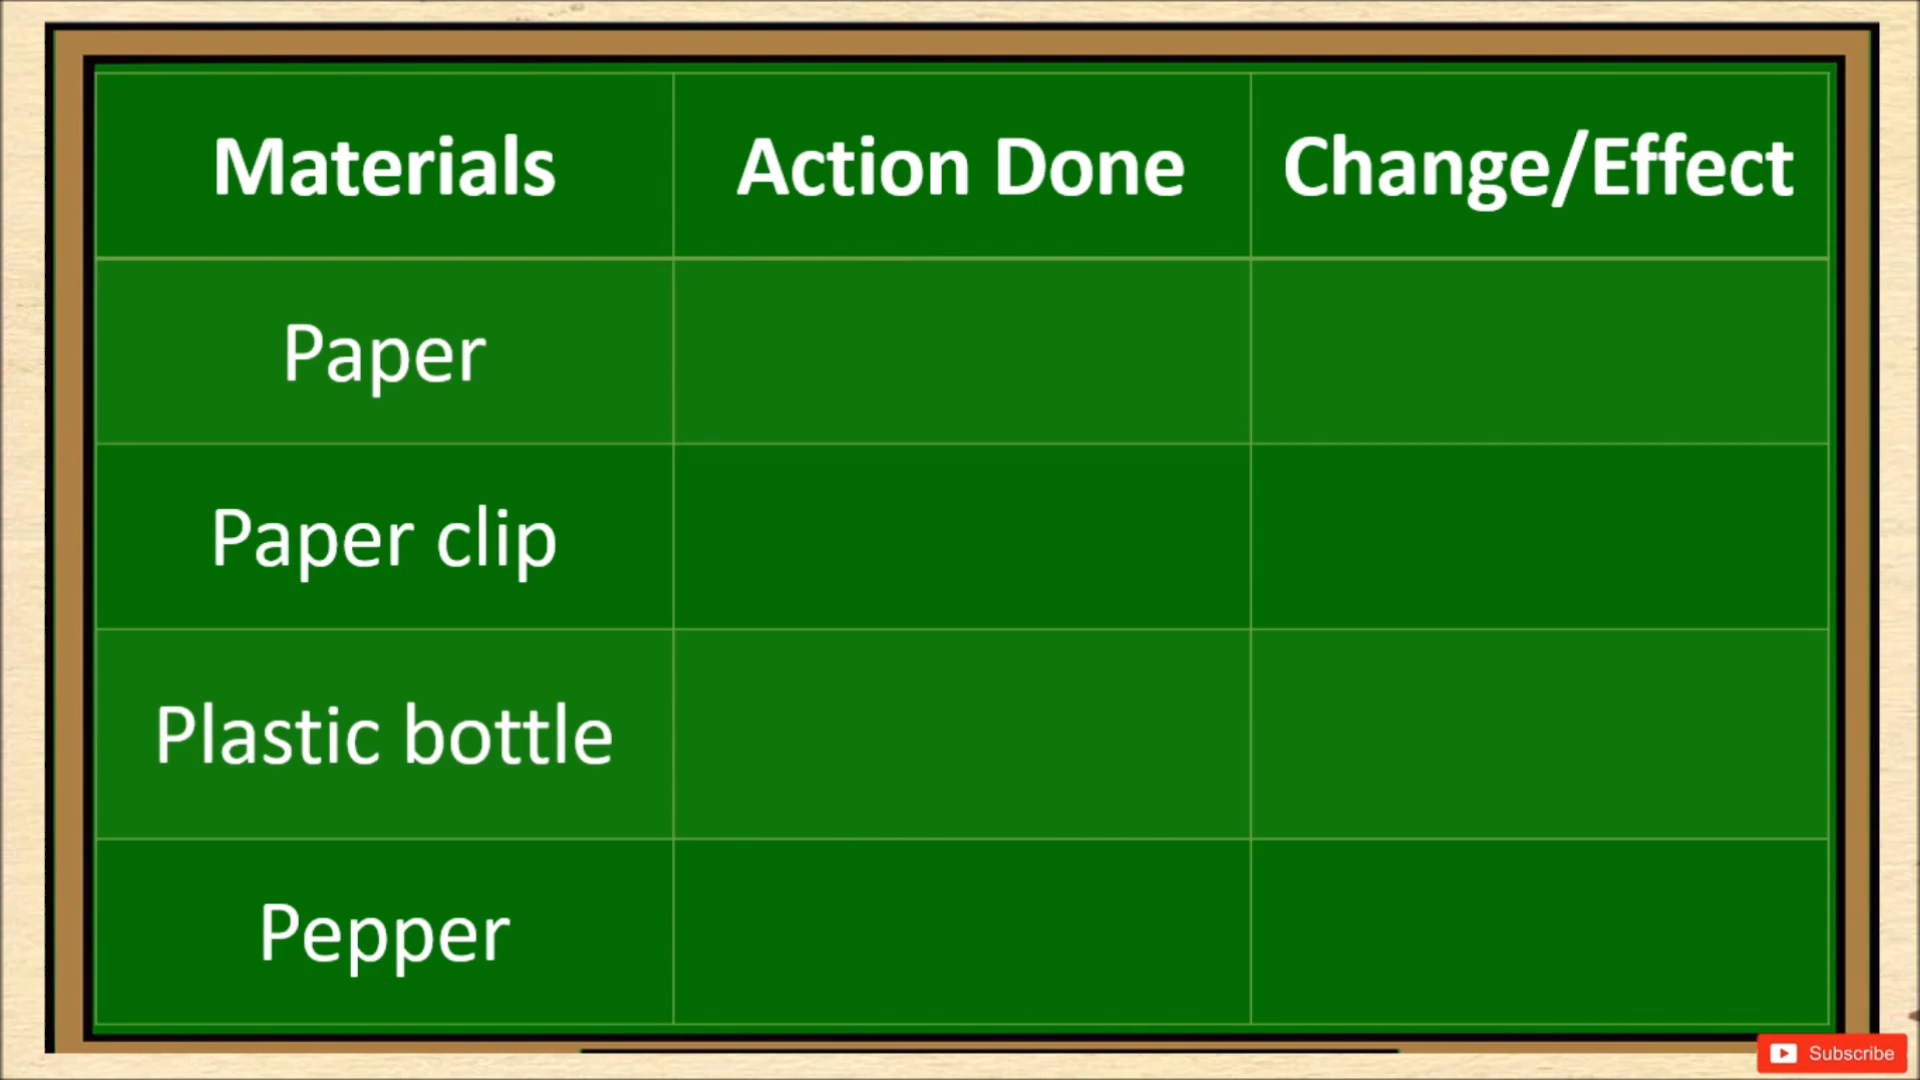 Materials Action Done Change/Effect
Paper
Paper clip
Plastic bottle
Pepper
Subscribe